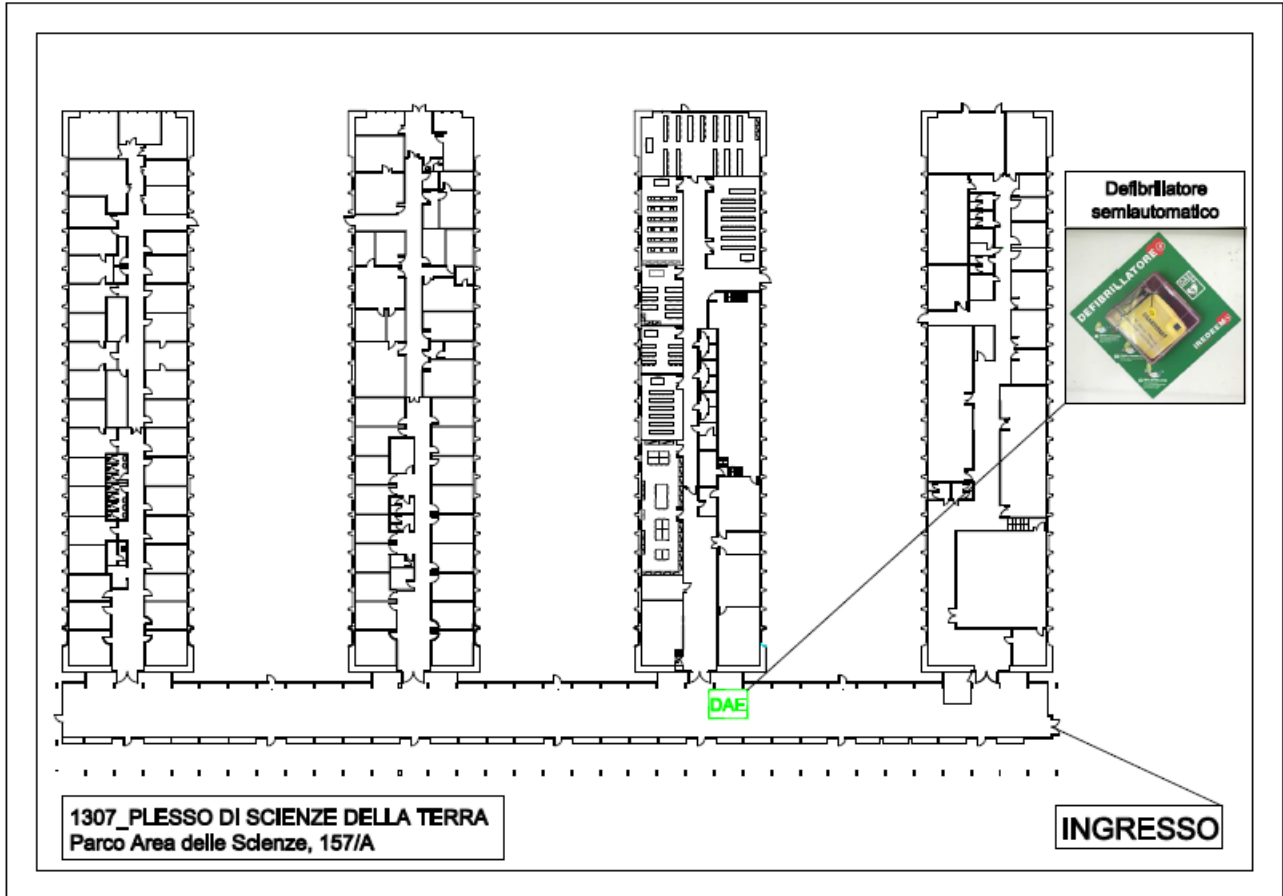 Defibrillatore
semiautomatico
DEFIBRILLATORE
DAE
1307_PLESSO DI SCIENZE DELLA TERRA
Parco Area delle Scienze, 157/A
INGRESSO